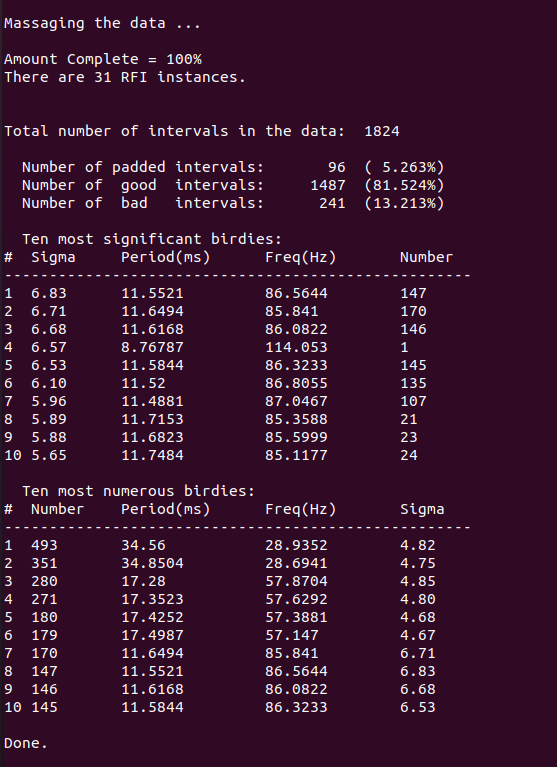 Massaging the data ...
Amount Complete = 100%
There are 31 RFI instances.
Total number of intervals in the data:  1824
  Number of padded intervals:       96  ( 5.263%)
  Number of  good  intervals:     1487  (81.524%)
  Number of  bad   intervals:      241  (13.213%)
  Ten most significant birdies:
#  Sigma     Period(ms)      Freq(Hz)       Number
----------------------------------------------------
1  6.83      11.5521         86.5644        147
2  6.71      11.6494         85.841         170
3  6.68      11.6168         86.0822        146
4  6.57      8.76787         114.053        1
5  6.53      11.5844         86.3233        145
6  6.10      11.52           86.8055        135
7  5.96      11.4881         87.0467        107
8  5.89      11.7153         85.3588        21
9  5.88      11.6823         85.5999        23
10 5.65      11.7484         85.1177        24
  Ten most numerous birdies:
#  Number    Period(ms)      Freq(Hz)       Sigma
----------------------------------------------------
1  493       34.56           28.9352        4.82
2  351       34.8504         28.6941        4.75
3  280       17.28           57.8704        4.85
4  271       17.3523         57.6292        4.80
5  180       17.4252         57.3881        4.68
6  179       17.4987         57.147         4.67
7  170       11.6494         85.841         6.71
8  147       11.5521         86.5644        6.83
9  146       11.6168         86.0822        6.68
10 145       11.5844         86.3233        6.53
Done.